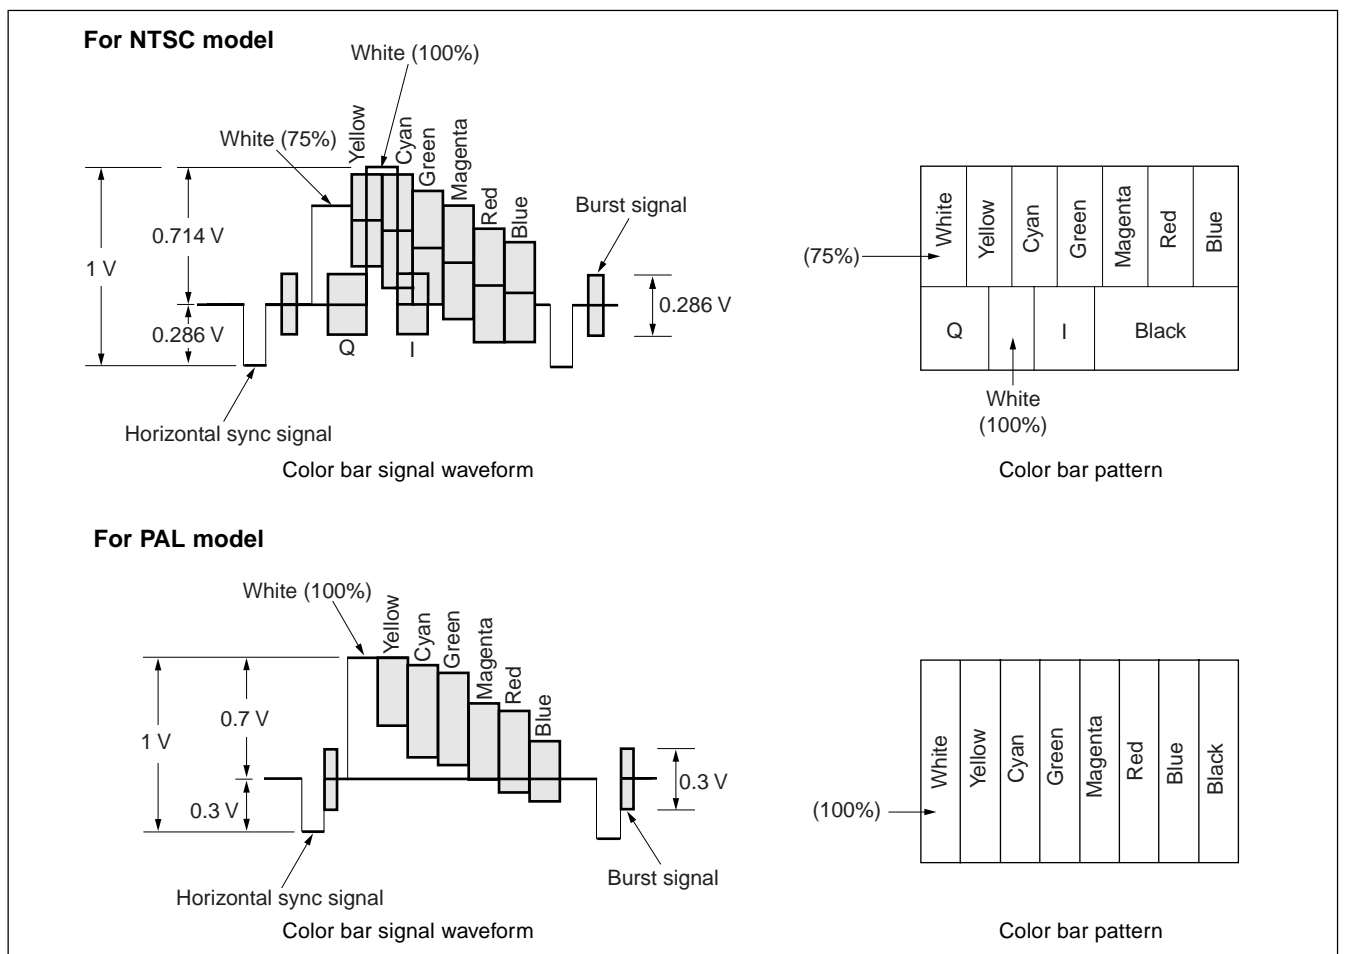 For NTSC model
White (100%)
White (75%)
Yellow
Cyan
Green
Magenta
Red
Blue
Burst signal
0.714 V
1 V
0.286 V
0.286 V
Q
I
Horizontal sync signal
Color bar signal waveform
White
Yellow
Cyan
Green
Magenta
Red
Blue
(75%)
Q
I
Black
White
(100%)
Color bar pattern
For PAL model
White (100%)
Yellow
Cyan
Green
Magenta
Red
Blue
0.7 V
1 V
0.3 V
0.3 V
Burst signal
Horizontal sync signal
Color bar signal waveform
White
Yellow
Cyan
Green
Magenta
Red
Blue
Black
(100%)
Color bar pattern